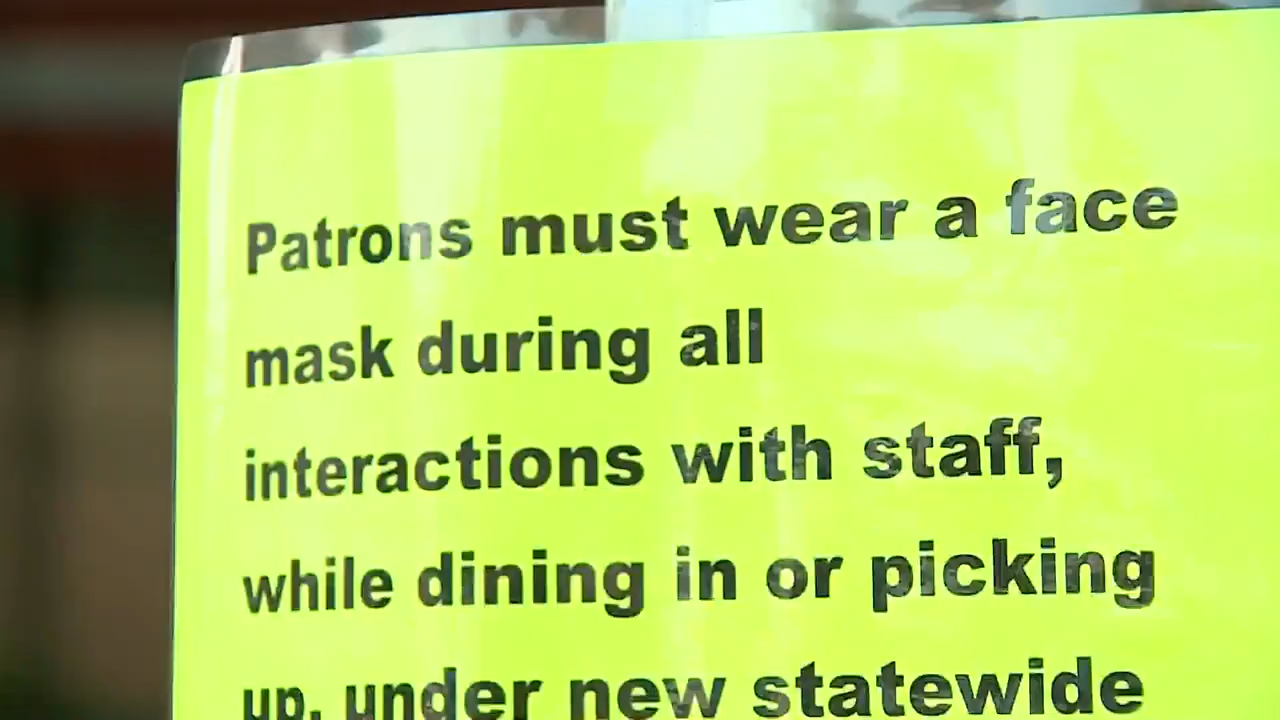 Patrons must wear a face
mask during all
interactions with staff,
while dining in or picking
up, under new statewide